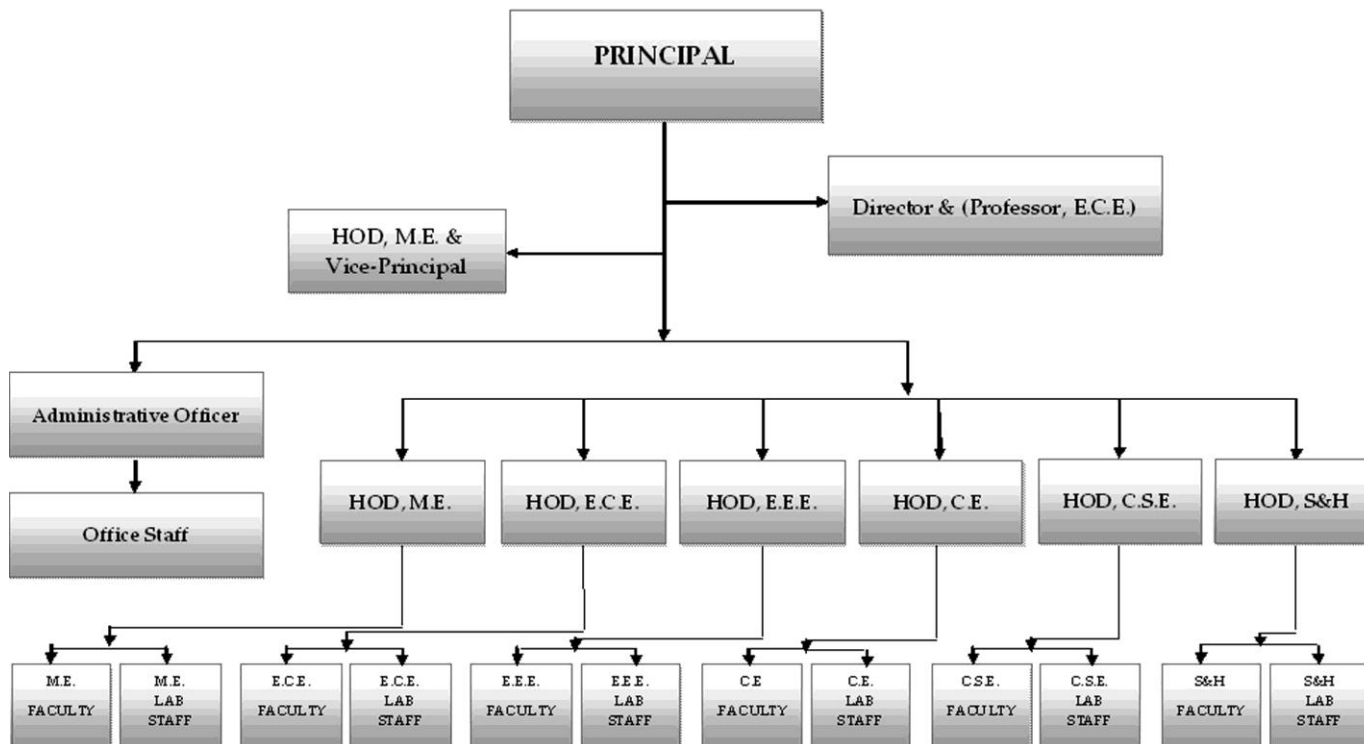 PRINCIPAL
Director & (Professor, E.C.E.)
HOD, M.E. &
Vice-Principal
Administrative Officer
Office Staff
HOD, M.E.
HOD, E.C.E.
HOD, E.E.E.
HOD, C.E.
HOD, C.S.E.
HOD, S&H
M.E.
FACULTY
M.E.
LAB
STAFF
E.C.E.
FACULTY
E.C.E.
LAB
STAFF
E.E.E.
FACULTY
E.E.E.
LAB
STAFF
C.E
FACULTY
C.E.
LAB
STAFF
C.S.E.
FACULTY
C.S.E.
LAB
STAFF
S&H
FACULTY
S&H
LAB
STAFF